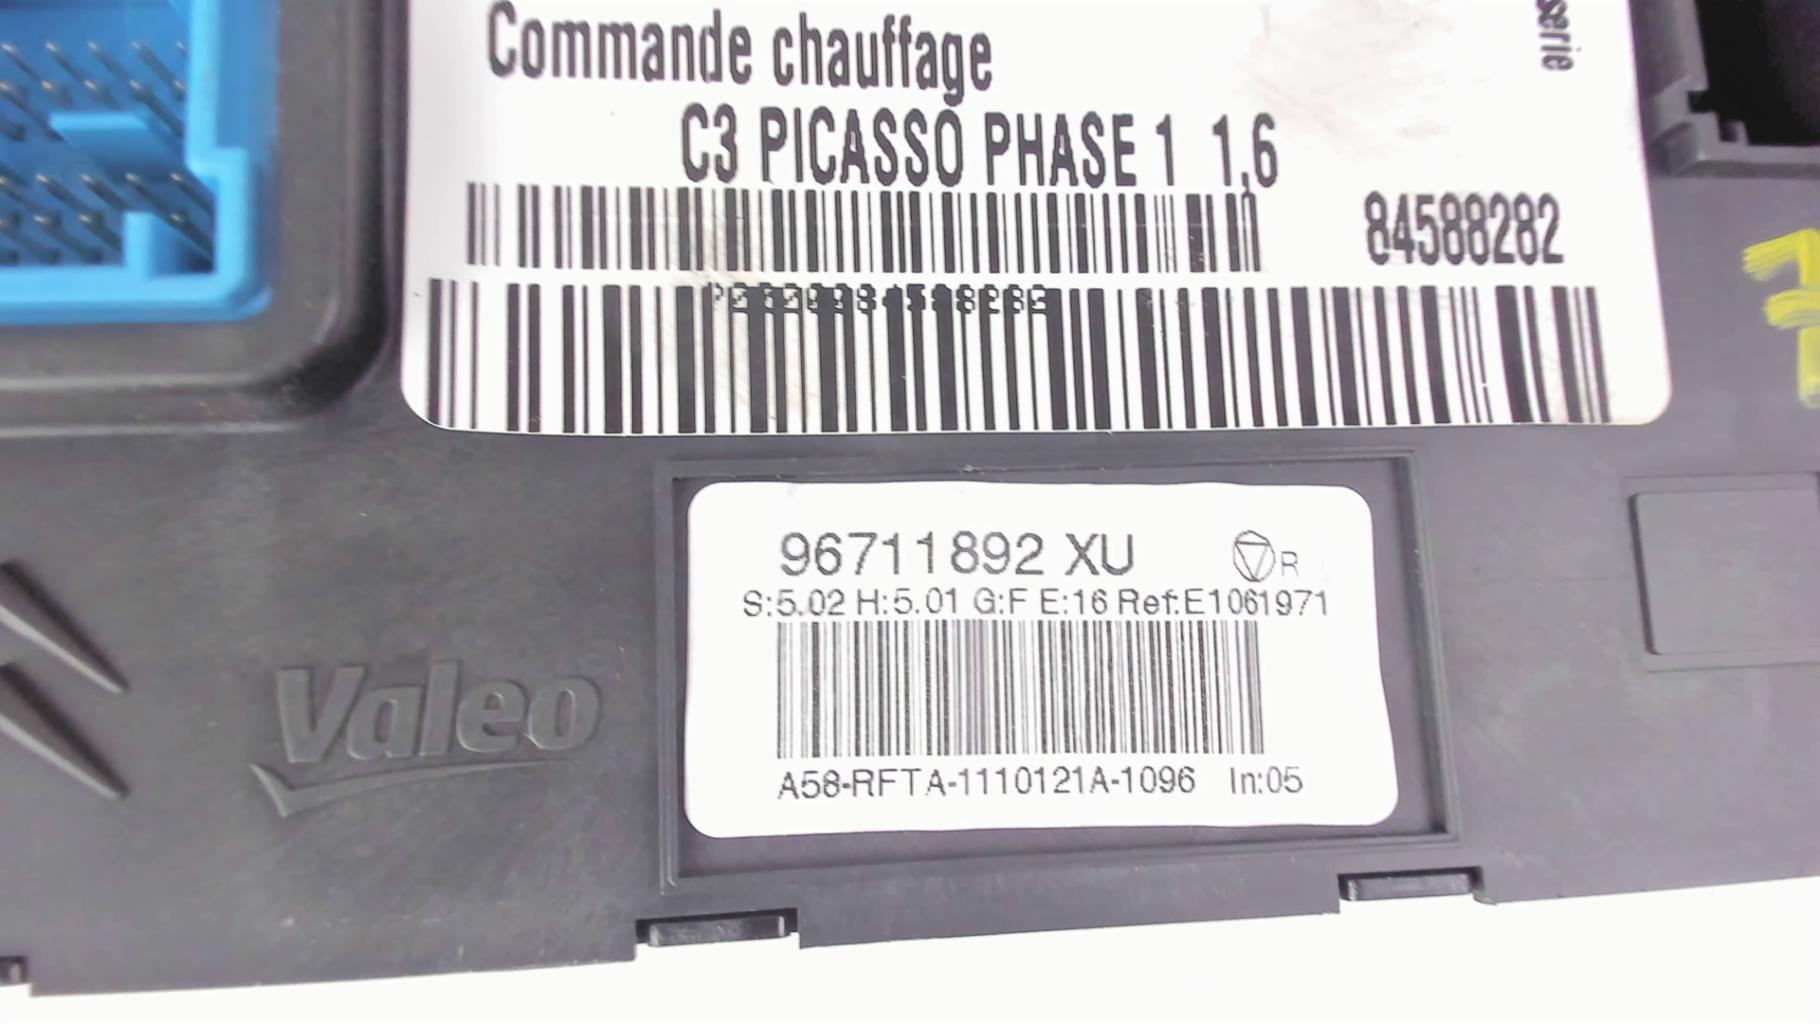 serie
Commande chauffage
C3 PICASSO PHASE 1 1,6
84588282
96711892 XU
R
S:5.02 H:5.01 G:F E:16 Ref:E1061971
A58-RFTA-1110121A-1096 In:05
Valeo